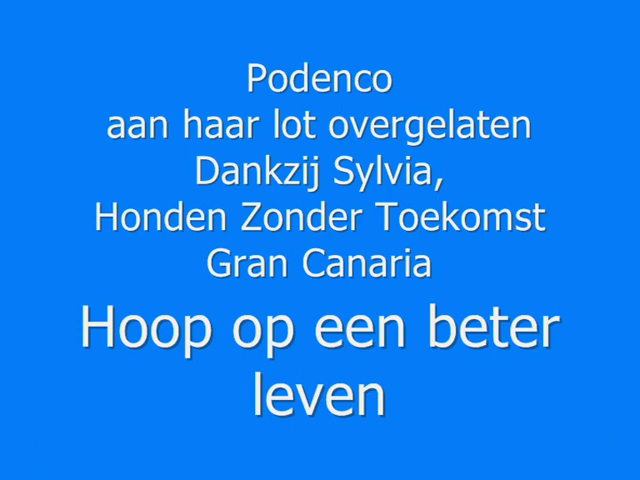 Podenco
aan haar lot overgelaten
Dankzij Sylvia,
Honden Zonder Toekomst
Gran Canaria
Hoop op een beter
leven